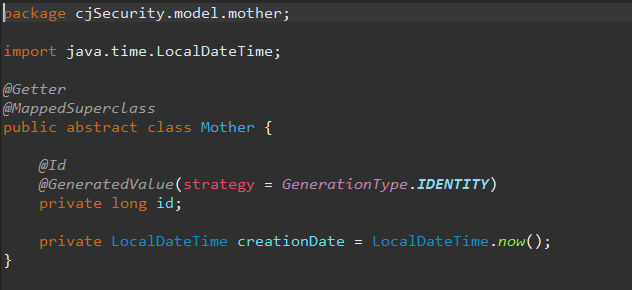 package cjSecurity.model.mother;
import java.time.LocalDateTime;
@Getter
@MappedSuperclass
public abstract class Mother {
@Id
@GeneratedValue(strategy = GenerationType.IDENTITY)
private long id;
private LocalDateTime creationDate = LocalDateTime.now();
}